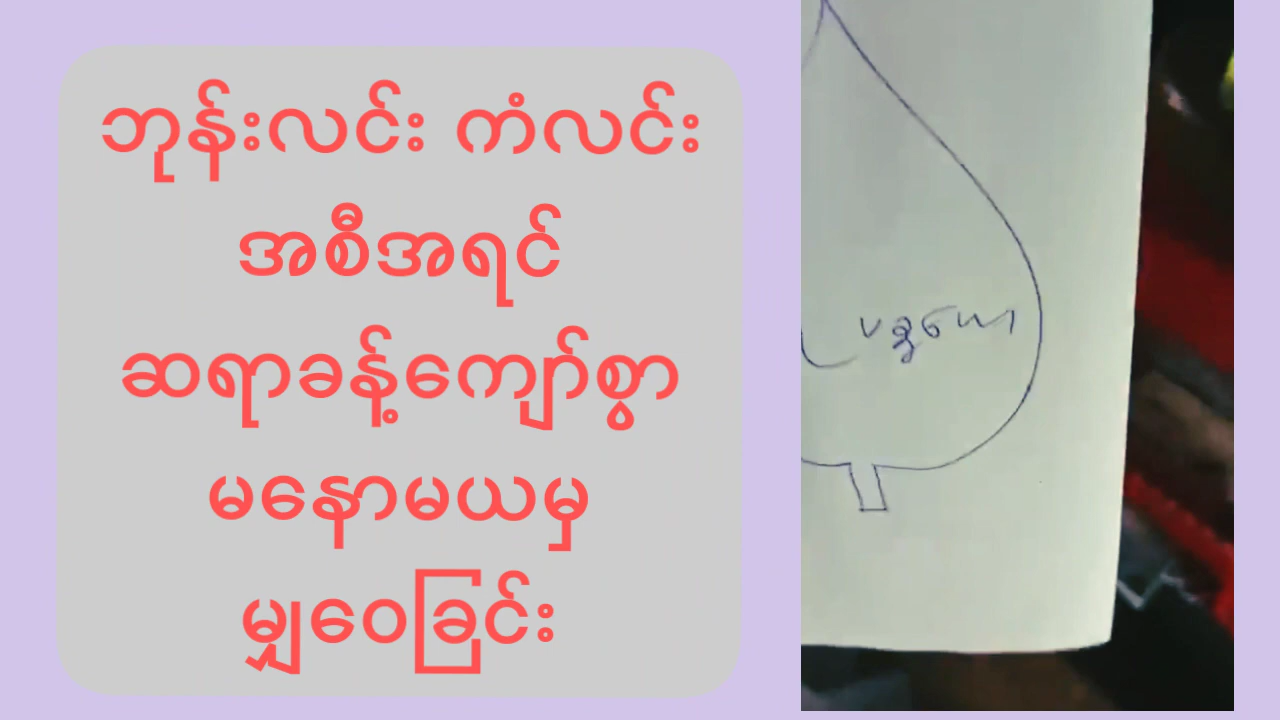 ဘုန်းလင်း ကံလင်း
အစီအရင်
ဆရာခန့်ကျော်စွာ
မနောမယမှ
မျှဝေခြင်း